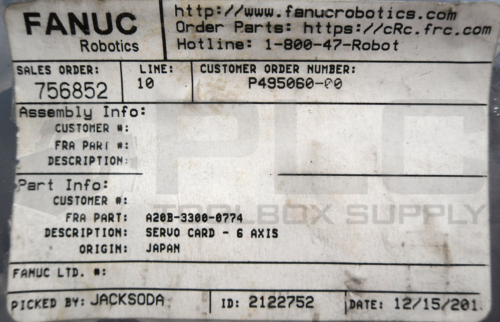 FANUC
Robotics
http://www.fanucrobotics.com
Order Parts: https://cRc.frc.com
Hotline: 1-800-47-Robot
SALES ORDER:
756852
LINE:
10
CUSTOMER ORDER NUMBER:
P495060-00
Assembly Info:
CUSTOMER #:
FRA PART #:
DESCRIPTION:
Part Info:
CUSTOMER #:
FRA PART: A20B-3300-0774
DESCRIPTION: SERVO CARD - 6 AXIS
ORIGIN: JAPAN
PLC
TOOLBOX SUPPLY
FANUC LTD. #:
PICKED BY: JACKSODA
ID: 2122752
DATE: 12/15/201